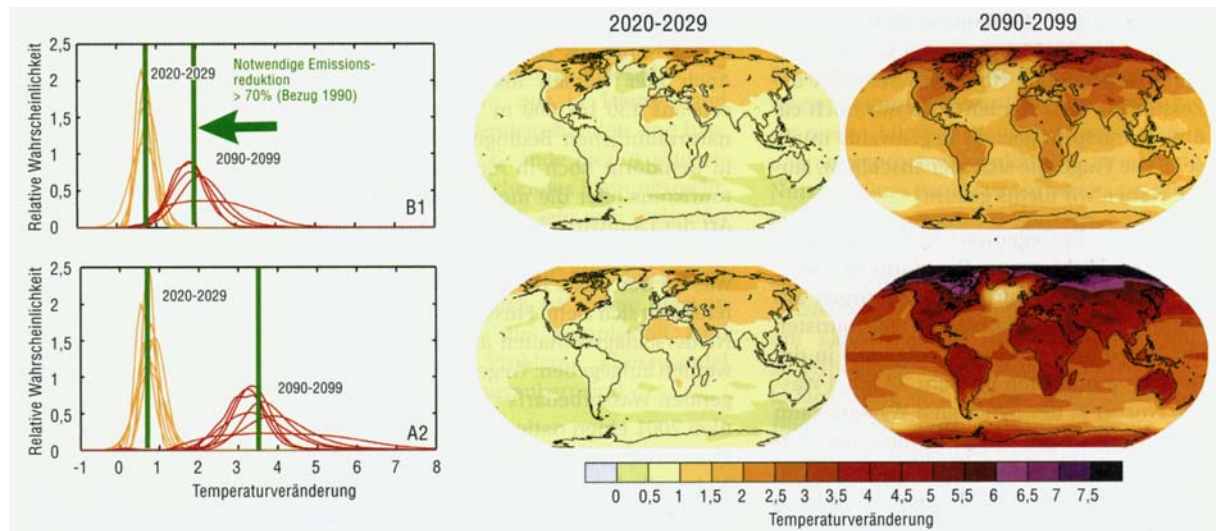 2020-2029
2090-2099
Relative Wahrscheinlichkeit
2,5
2
1,5
1
0,5
0
2020-2029
Notwendige Emissions-
reduktion
> 70% (Bezug 1990)
2090-2099
B1
Relative Wahrscheinlichkeit
2,5
2
1,5
1
0,5
0
2020-2029
2090-2099
A2
-1 0 1 2 3 4 5 6 7 8
Temperaturveränderung
0 0,5 1 1,5 2 2,5 3 3,5 4 4,5 5 5,5 6 6,5 7 7,5
Temperaturveränderung